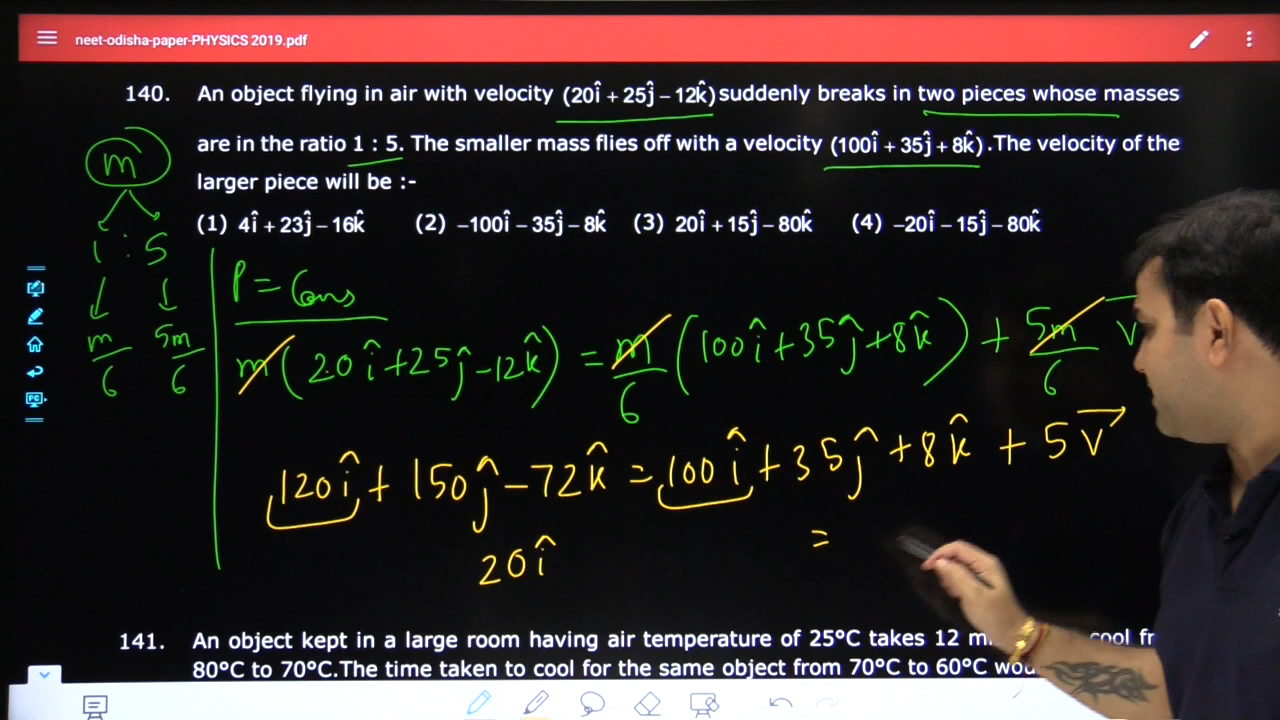 neet-odisha-paper-PHYSICS 2019.pdf
140. An object flying in air with velocity (20î + 25ĵ – 12k̂) suddenly breaks in two pieces whose masses
are in the ratio 1 : 5. The smaller mass flies off with a velocity (100î + 35ĵ + 8k̂) .The velocity of the
larger piece will be :-
(1) 4î + 23ĵ – 16k̂ (2) –100î – 35ĵ – 8k̂ (3) 20î + 15ĵ – 80k̂ (4) –20î – 15ĵ – 80k̂
m
1 : 5
m/6 5m/6
P = Cons
m(20î + 25ĵ – 12k̂) = m/6 (100î + 35ĵ + 8k̂) + 5m/6 v
120î + 150ĵ – 72k̂ = 100î + 35ĵ + 8k̂ + 5v⃗
20î =
141. An object kept in a large room having air temperature of 25°C takes 12 cool
80°C to 70°C.The time taken to cool for the same object from 70°C to 60°C
PC